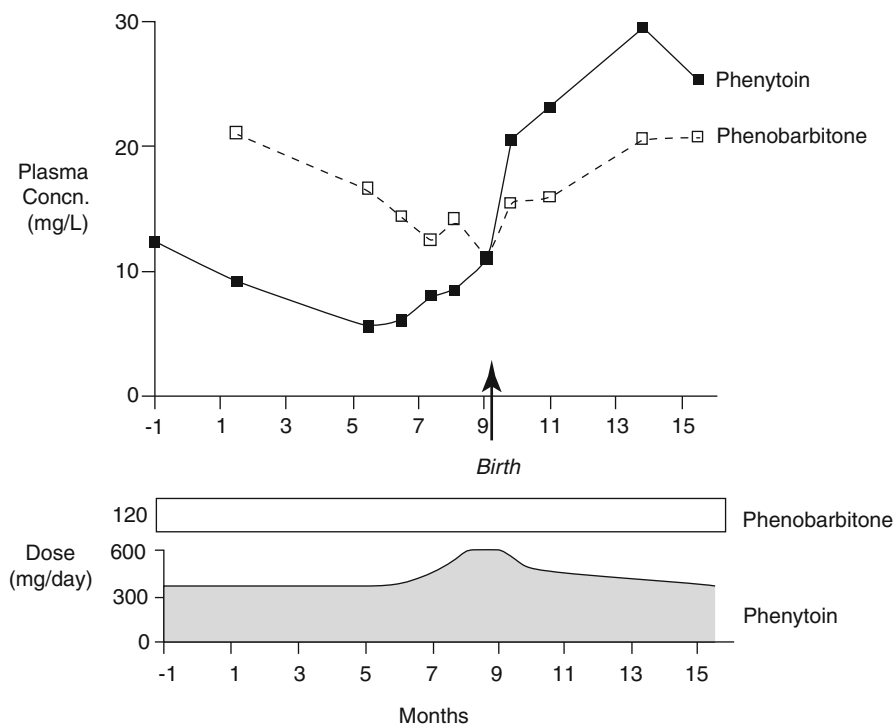 30
Phenytoin
Phenobarbitone
20
Plasma
Concn.
(mg/L)
10
0
-1 1 3 5 7 9 11 13 15
Birth
120
Phenobarbitone
Dose
(mg/day)
600
300
Phenytoin
0
-1 1 3 5 7 9 11 13 15
Months